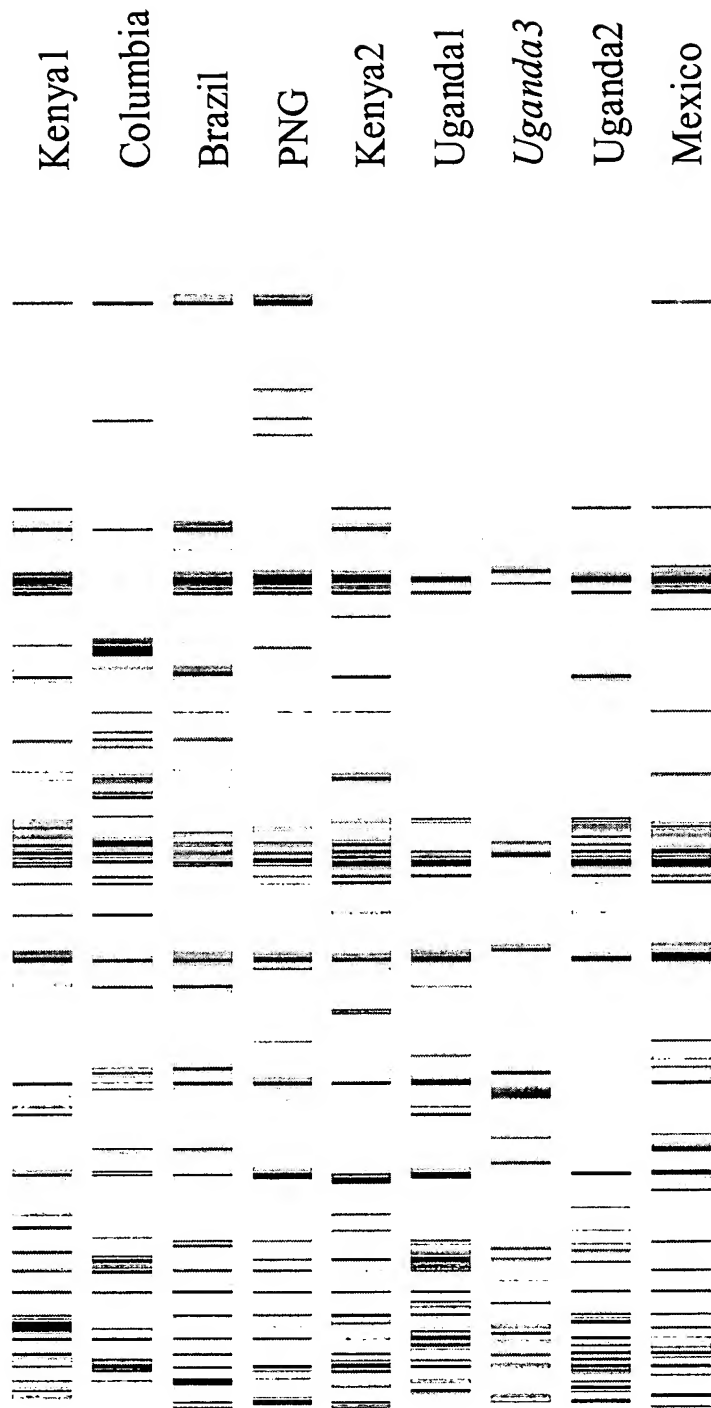 Kenya1
Columbia
Brazil
PNG
Kenya2
Uganda1
Uganda3
Uganda2
Mexico